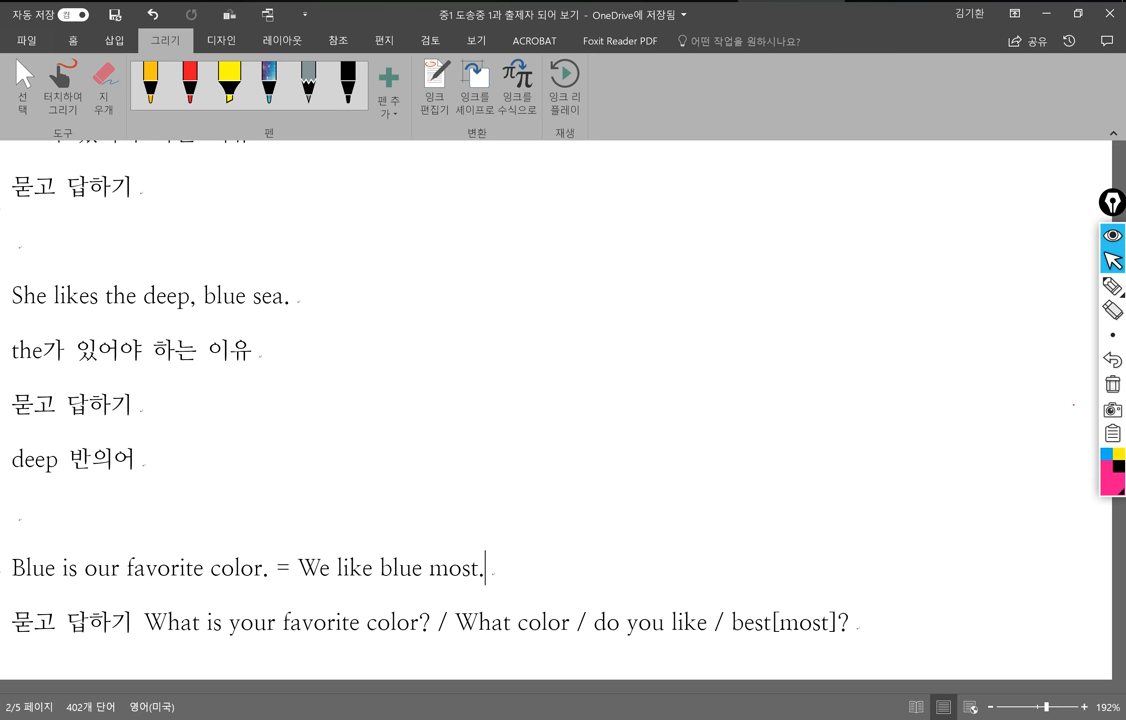 자동 저장 켬 중1 도송중 1과 출제자 되어 보기 - OneDrive에 저장됨 김기환
파일 홈 삽입 그리기 디자인 레이아웃 참조 편지 검토 보기 ACROBAT Foxit Reader PDF 어떤 작업을 원하시나요? 공유
선택 터치하여 그리기 지우개 펜 추가 잉크 편집기 잉크를 셰이프로 잉크를 수식으로 잉크 리플레이
도구 펜 변환 재생
묻고 답하기
She likes the deep, blue sea.
the가 있어야 하는 이유
묻고 답하기
deep 반의어
Blue is our favorite color. = We like blue most.
묻고 답하기 What is your favorite color? / What color / do you like / best[most]?
2/5 페이지 402개 단어 영어(미국) 192%